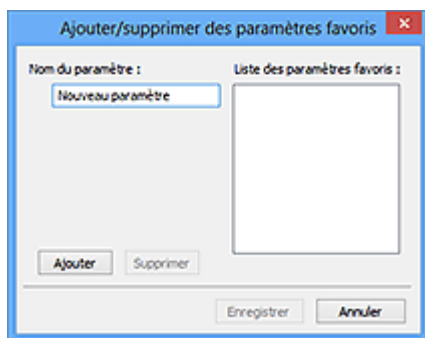 Ajouter/supprimer des paramètres favoris
Nom du paramètre :
Liste des paramètres favoris :
Nouveau paramètre
Ajouter
Supprimer
Enregistrer
Annuler